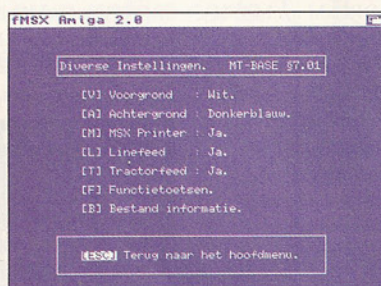 fMSX Amiga 2.0
Diverse Instellingen. MT-BASE §7.01
[V] Voorgrond : Wit.
[A] Achtergrond : Donkerblauw.
[M] MSX Printer : Ja.
[L] Linefeed : Ja.
[T] Tractorfeed : Ja.
[F] Functietoetsen.
[B] Bestand informatie.
[ESC] Terug naar het hoofdmenu.